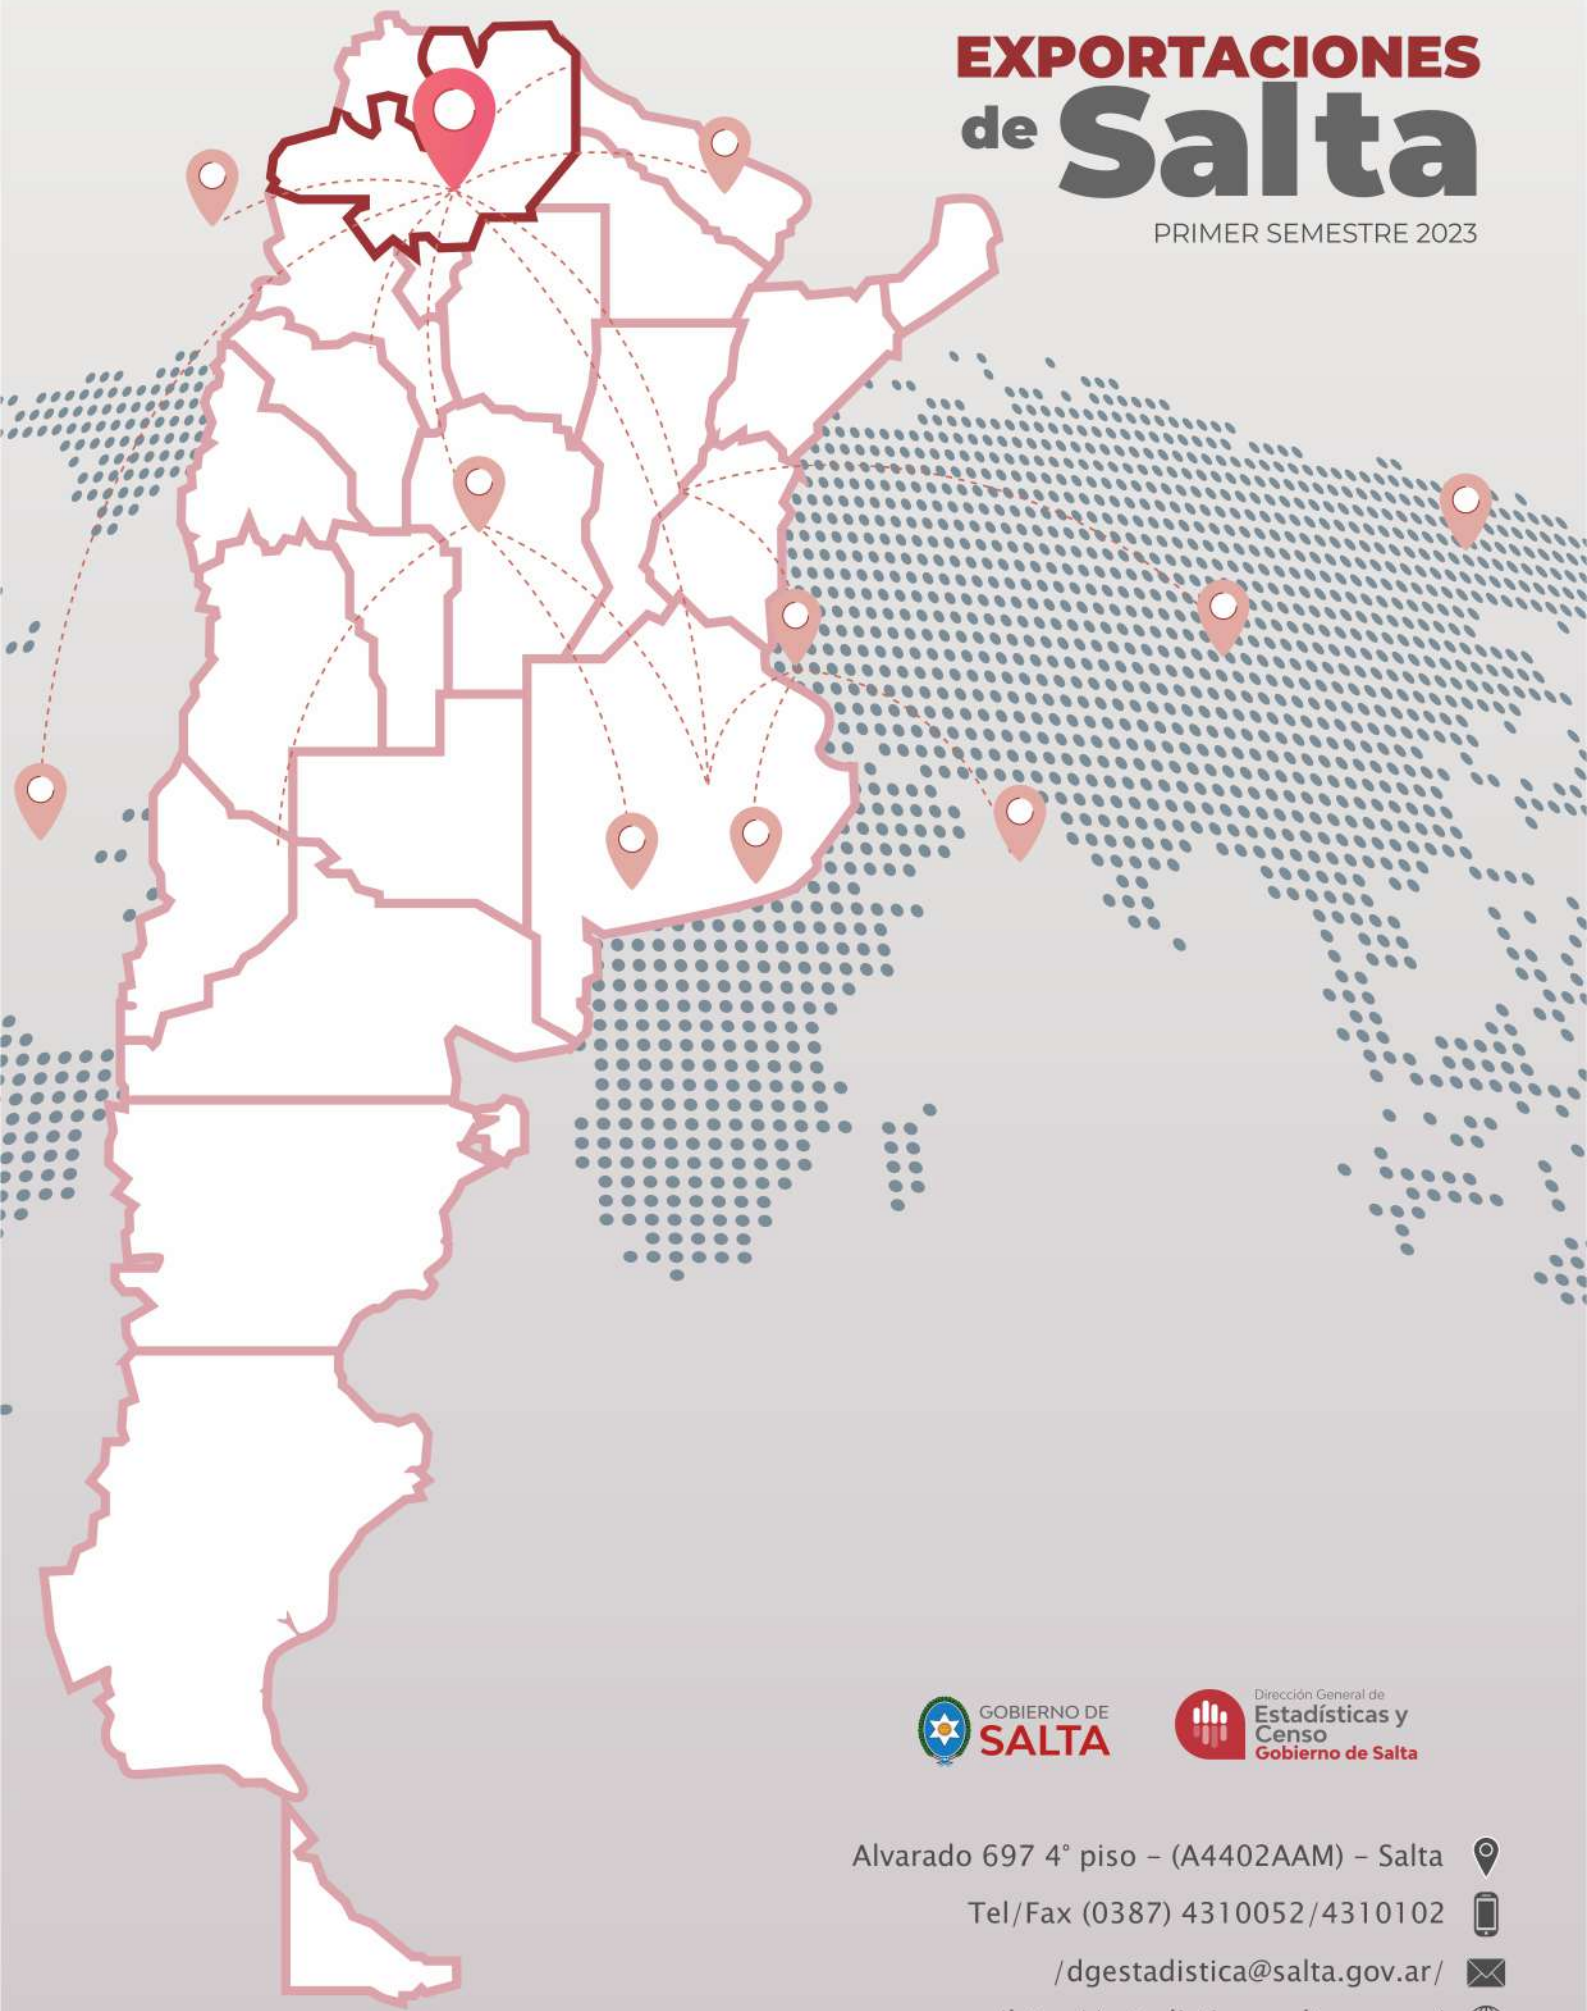 EXPORTACIONES
de Salta
PRIMER SEMESTRE 2023
GOBIERNO DE
SALTA
Dirección General de
Estadísticas y
Censo
Gobierno de Salta
Alvarado 697 4° piso – (A4402AAM) – Salta
Tel/Fax (0387) 4310052/4310102
/dgestadistica@salta.gov.ar/